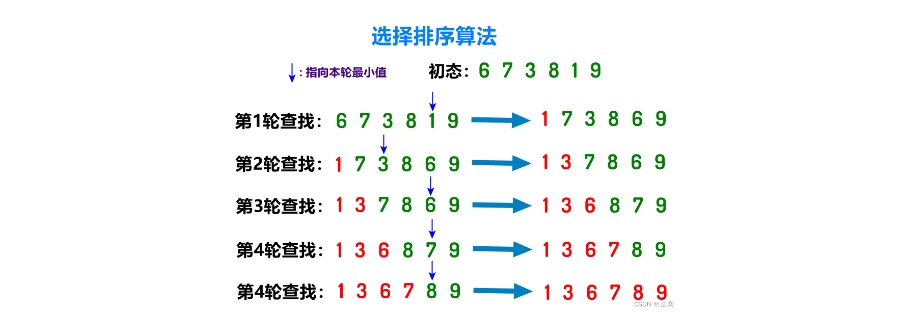 选择排序算法
↓: 指向本轮最小值 初态: 6 7 3 8 1 9
第1轮查找: 6 7 3 8 1 9 1 7 3 8 6 9
第2轮查找: 1 7 3 8 6 9 1 3 7 8 6 9
第3轮查找: 1 3 7 8 6 9 1 3 6 8 7 9
第4轮查找: 1 3 6 8 7 9 1 3 6 7 8 9
第4轮查找: 1 3 6 7 8 9 1 3 6 7 8 9
CSDN